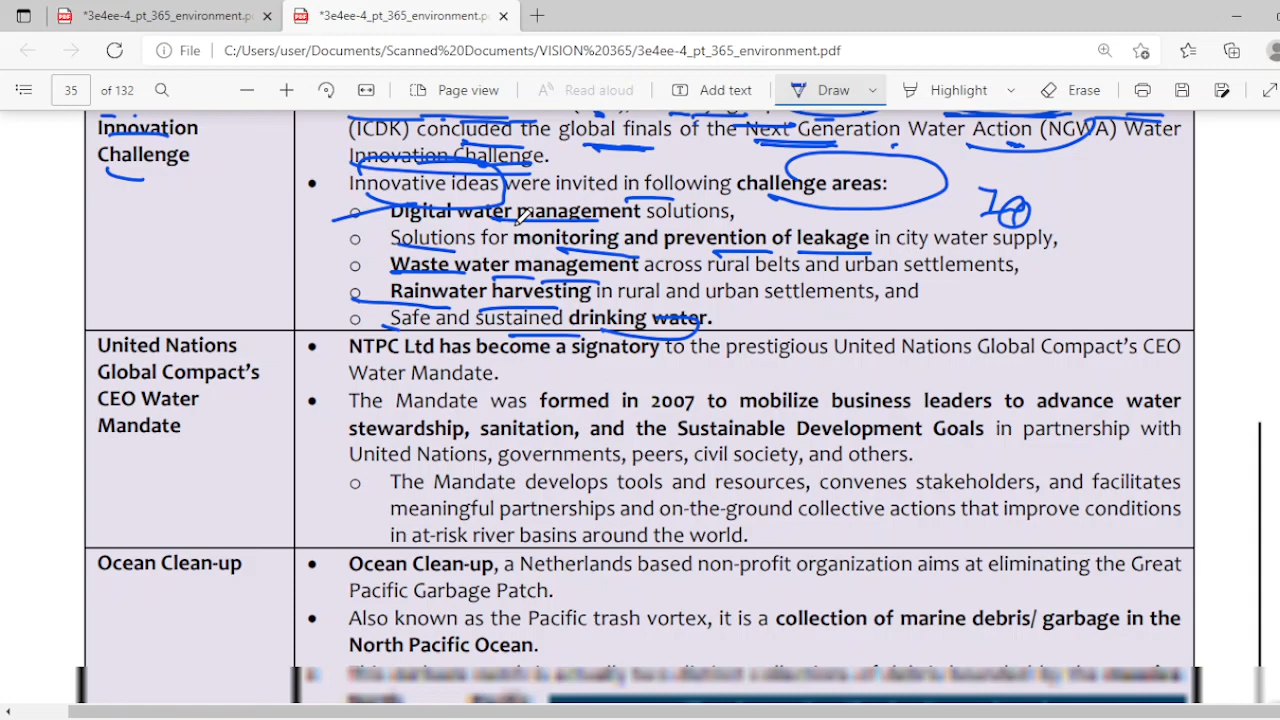 *3e4ee-4_pt_365_environment.p
*3e4ee-4_pt_365_environment.p
File C:/Users/user/Documents/Scanned%20Documents/VISION%20365/3e4ee-4_pt_365_environment.pdf
35 of 132 Page view Read aloud Add text Draw Highlight Erase
Innovation
Challenge
(ICDK) concluded the global finals of the Next Generation Water Action (NGWA) Water
Innovation Challenge.
• Innovative ideas were invited in following challenge areas:
o Digital water management solutions,
o Solutions for monitoring and prevention of leakage in city water supply,
o Waste water management across rural belts and urban settlements,
o Rainwater harvesting in rural and urban settlements, and
o Safe and sustained drinking water.
United Nations
Global Compact’s
CEO Water
Mandate
• NTPC Ltd has become a signatory to the prestigious United Nations Global Compact’s CEO
Water Mandate.
• The Mandate was formed in 2007 to mobilize business leaders to advance water
stewardship, sanitation, and the Sustainable Development Goals in partnership with
United Nations, governments, peers, civil society, and others.
o The Mandate develops tools and resources, convenes stakeholders, and facilitates
meaningful partnerships and on-the-ground collective actions that improve conditions
in at-risk river basins around the world.
Ocean Clean-up
• Ocean Clean-up, a Netherlands based non-profit organization aims at eliminating the Great
Pacific Garbage Patch.
• Also known as the Pacific trash vortex, it is a collection of marine debris/ garbage in the
North Pacific Ocean.